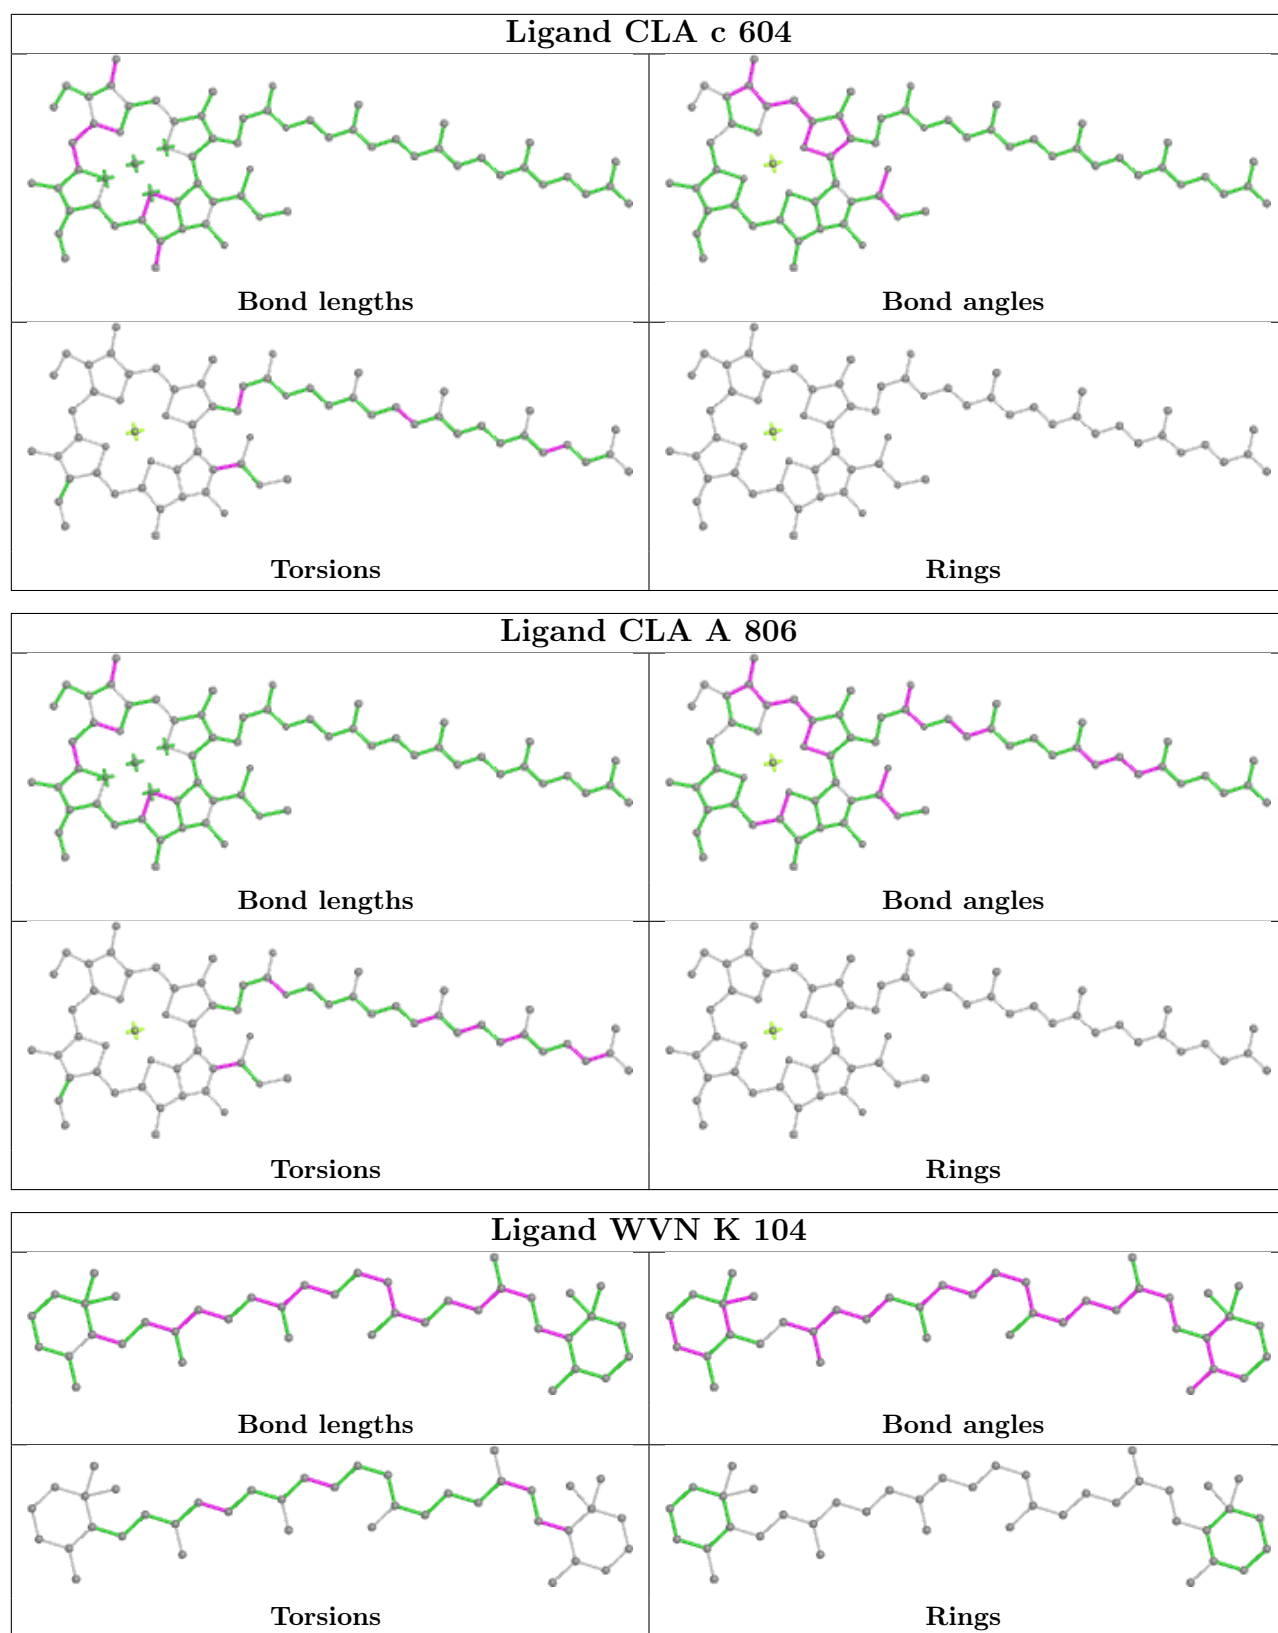 Ligand CLA c 604
Bond lengths
Bond angles
Torsions
Rings
Ligand CLA A 806
Bond lengths
Bond angles
Torsions
Rings
Ligand WVN K 104
Bond lengths
Bond angles
Torsions
Rings